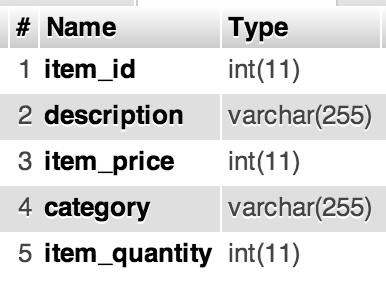 # Name Type
1 item_id int(11)
2 description varchar(255)
3 item_price int(11)
4 category varchar(255)
5 item_quantity int(11)